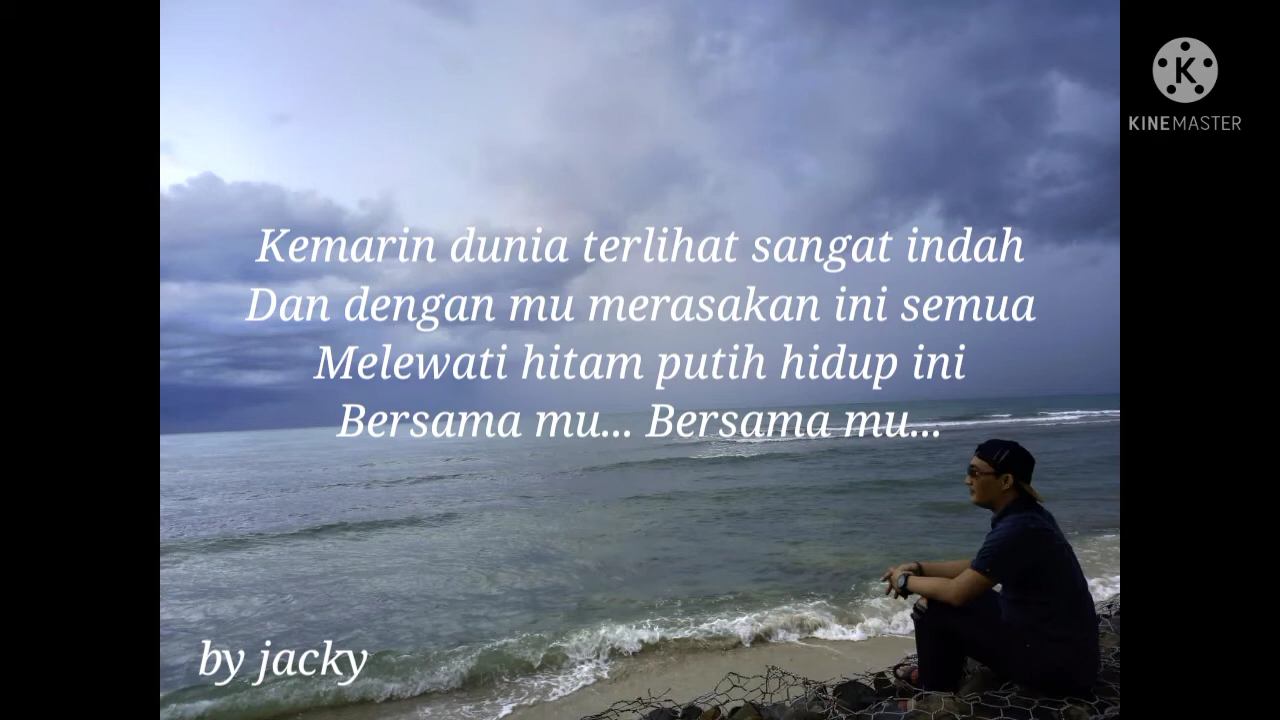 Kemarin dunia terlihat sangat indah
Dan dengan mu merasakan ini semua
Melewati hitam putih hidup ini
Bersama mu... Bersama mu...
by jacky
K
KINEMASTER